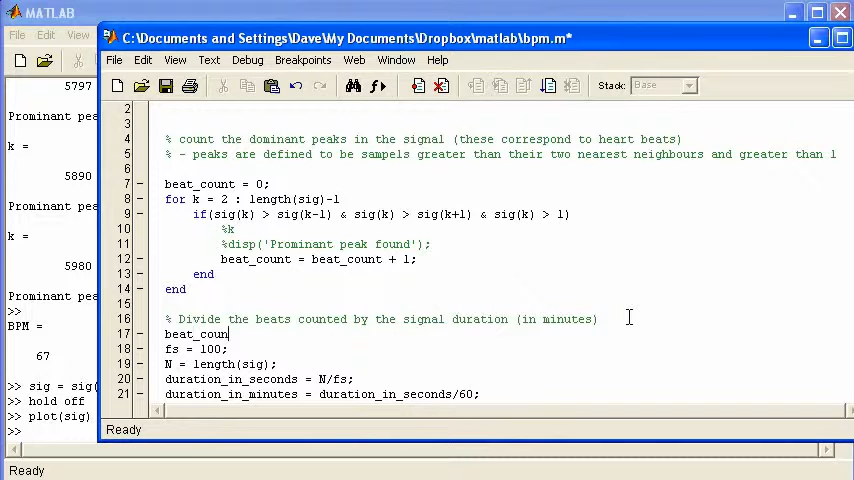 MATLAB
File Edit View
C:\Documents and Settings\Dave\My Documents\Dropbox\matlab\bpm.m*
File Edit View Text Debug Breakpoints Web Window Help
Stack: Base
5797
Prominant pea
k =
5890
Prominant pea
k =
5980
Prominant pea
>>
BPM =
67
>> sig = sig(
>> hold off
>> plot(sig)
>>
Ready
2
3
4 % count the dominant peaks in the signal (these correspond to heart beats)
5 % - peaks are defined to be sampels greater than their two nearest neighbours and greater than 1
6
7 - beat_count = 0;
8 - for k = 2 : length(sig)-1
9 - if(sig(k) > sig(k-1) & sig(k) > sig(k+1) & sig(k) > 1)
10 %k
11 %disp('Prominant peak found');
12 - beat_count = beat_count + 1;
13 - end
14 - end
15
16 % Divide the beats counted by the signal duration (in minutes)
17 - beat_coun
18 - fs = 100;
19 - N = length(sig);
20 - duration_in_seconds = N/fs;
21 - duration_in_minutes = duration_in_seconds/60;
Ready